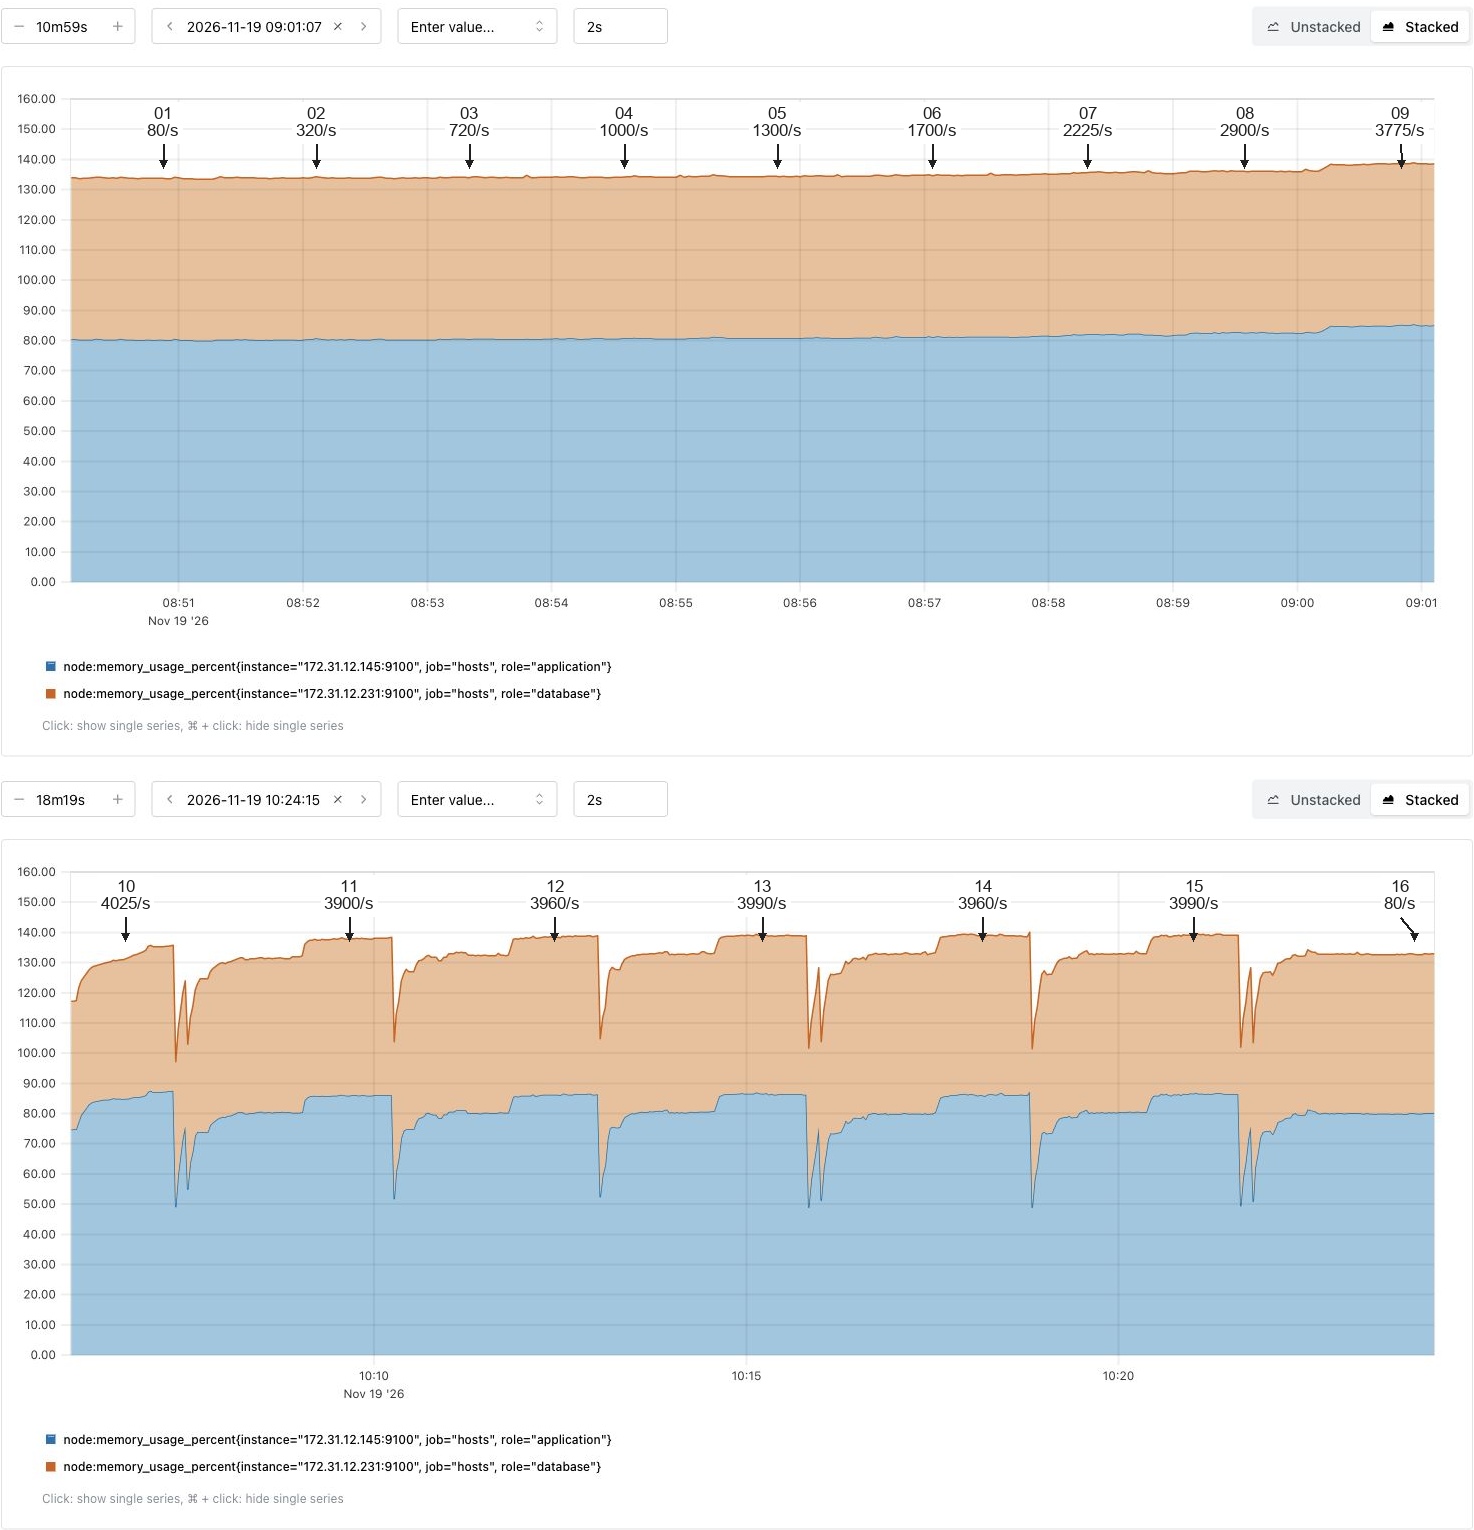 10m59s 2026-11-19 09:01:07 Enter value... 2s Unstacked Stacked
160.00
150.00
140.00
130.00
120.00
110.00
100.00
90.00
80.00
70.00
60.00
50.00
40.00
30.00
20.00
10.00
0.00
01 02 03 04 05 06 07 08 09
80/s 320/s 720/s 1000/s 1300/s 1700/s 2225/s 2900/s 3775/s
08:51 08:52 08:53 08:54 08:55 08:56 08:57 08:58 08:59 09:00 09:01
Nov 19 '26
node:memory_usage_percent{instance="172.31.12.145:9100", job="hosts", role="application"}
node:memory_usage_percent{instance="172.31.12.231:9100", job="hosts", role="database"}
Click: show single series, ⌘ + click: hide single series
18m19s 2026-11-19 10:24:15 Enter value... 2s Unstacked Stacked
160.00
150.00
140.00
130.00
120.00
110.00
100.00
90.00
80.00
70.00
60.00
50.00
40.00
30.00
20.00
10.00
0.00
10 11 12 13 14 15 16
4025/s 3900/s 3960/s 3990/s 3960/s 3990/s 80/s
10:10 10:15 10:20
Nov 19 '26
node:memory_usage_percent{instance="172.31.12.145:9100", job="hosts", role="application"}
node:memory_usage_percent{instance="172.31.12.231:9100", job="hosts", role="database"}
Click: show single series, ⌘ + click: hide single series